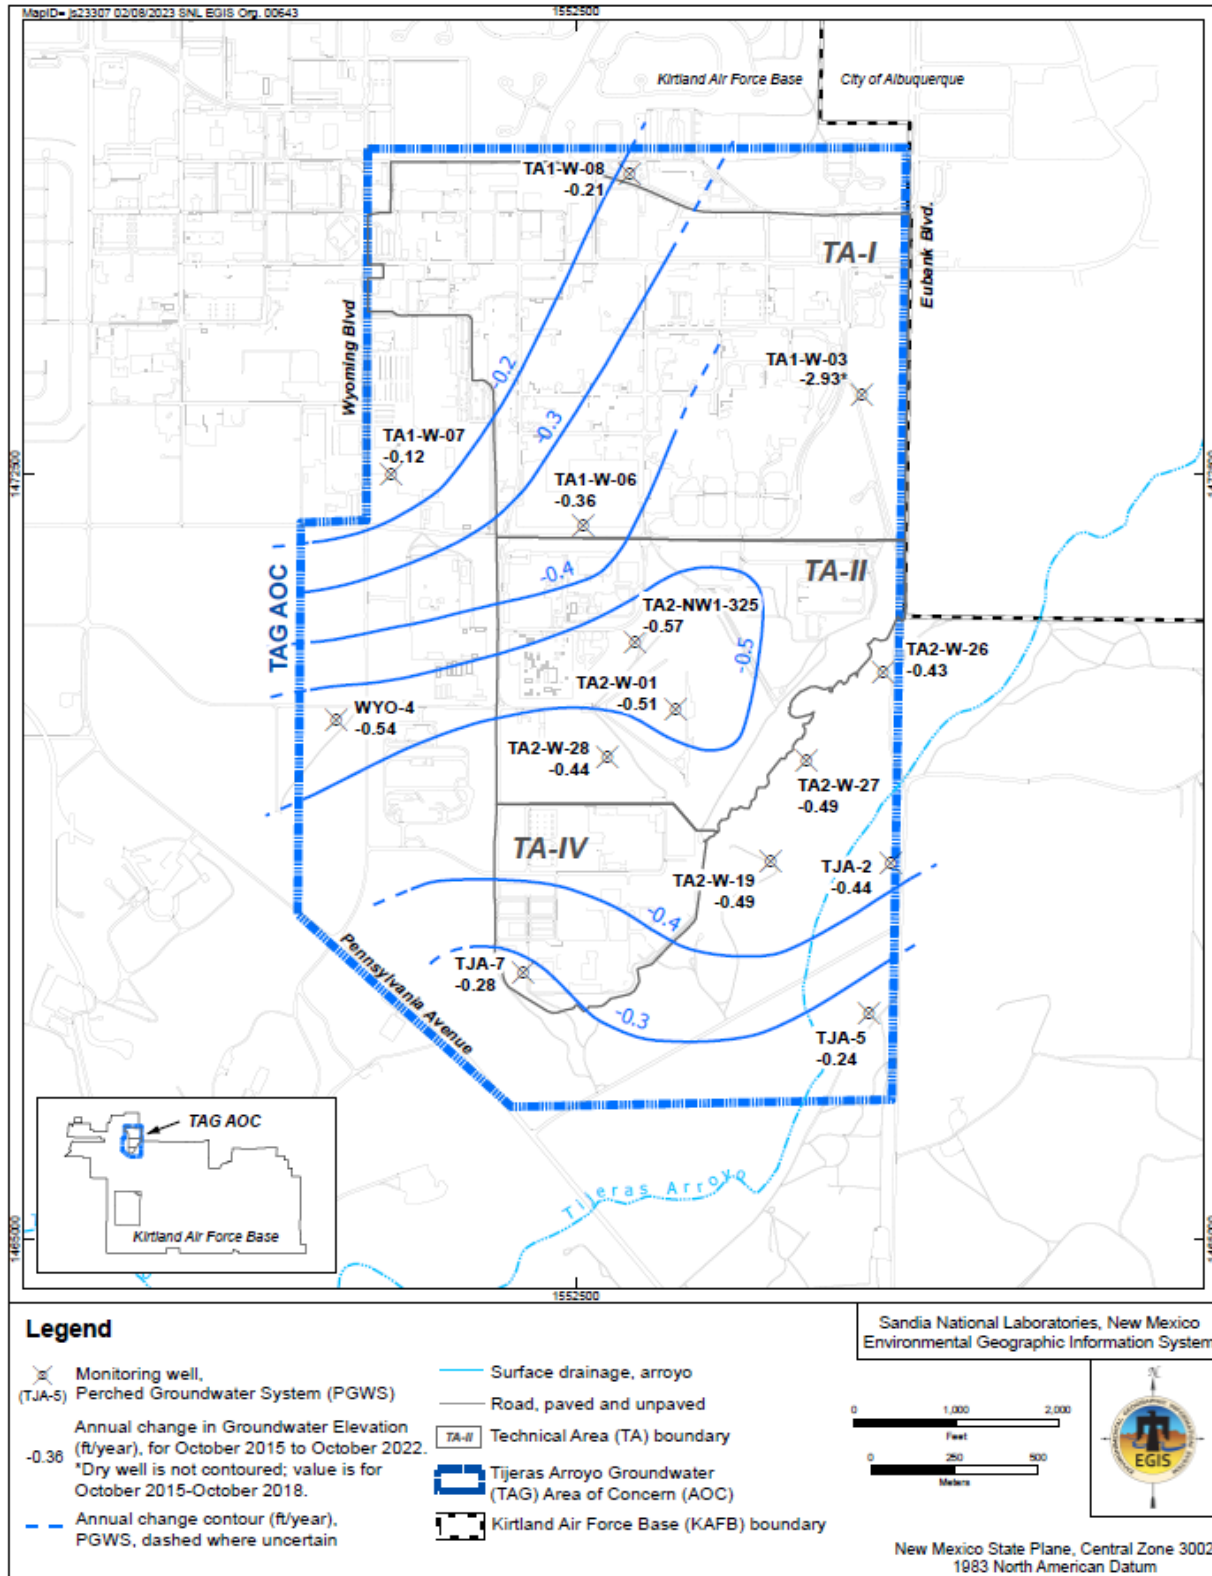 MapID= js23307 02/08/2023 SNL EGIS Org. 00643
1552500
Kirtland Air Force Base
City of Albuquerque
TA1-W-08
-0.21
TA-I
Eubank Blvd.
Wyoming Blvd
-0.2
TA1-W-03
-2.93*
-0.3
TA1-W-07
-0.12
1472500
1472500
TA1-W-06
-0.36
TAG AOC
-0.4
TA-II
TA2-NW1-325
-0.57
-0.5
TA2-W-26
-0.43
TA2-W-01
-0.51
WYO-4
-0.54
TA2-W-28
-0.44
TA2-W-27
-0.49
TA-IV
TA2-W-19
-0.49
TJA-2
-0.44
-0.4
Pennsylvania Avenue
TJA-7
-0.28
-0.3
TJA-5
-0.24
TAG AOC
Kirtland Air Force Base
Tijeras Arroyo
1465000
1465000
1552500
Legend
(TJA-5)
Monitoring well,
Perched Groundwater System (PGWS)
-0.36
Annual change in Groundwater Elevation
(ft/year), for October 2015 to October 2022.
*Dry well is not contoured; value is for
October 2015-October 2018.
Annual change contour (ft/year),
PGWS, dashed where uncertain
Surface drainage, arroyo
Road, paved and unpaved
TA-II
Technical Area (TA) boundary
Tijeras Arroyo Groundwater
(TAG) Area of Concern (AOC)
Kirtland Air Force Base (KAFB) boundary
Sandia National Laboratories, New Mexico
Environmental Geographic Information System
0 1,000 2,000
Feet
0 250 500
Meters
N
ENVIRONMENTAL GEOGRAPHIC INFORMATION SYSTEM
EGIS
New Mexico State Plane, Central Zone 3002
1983 North American Datum